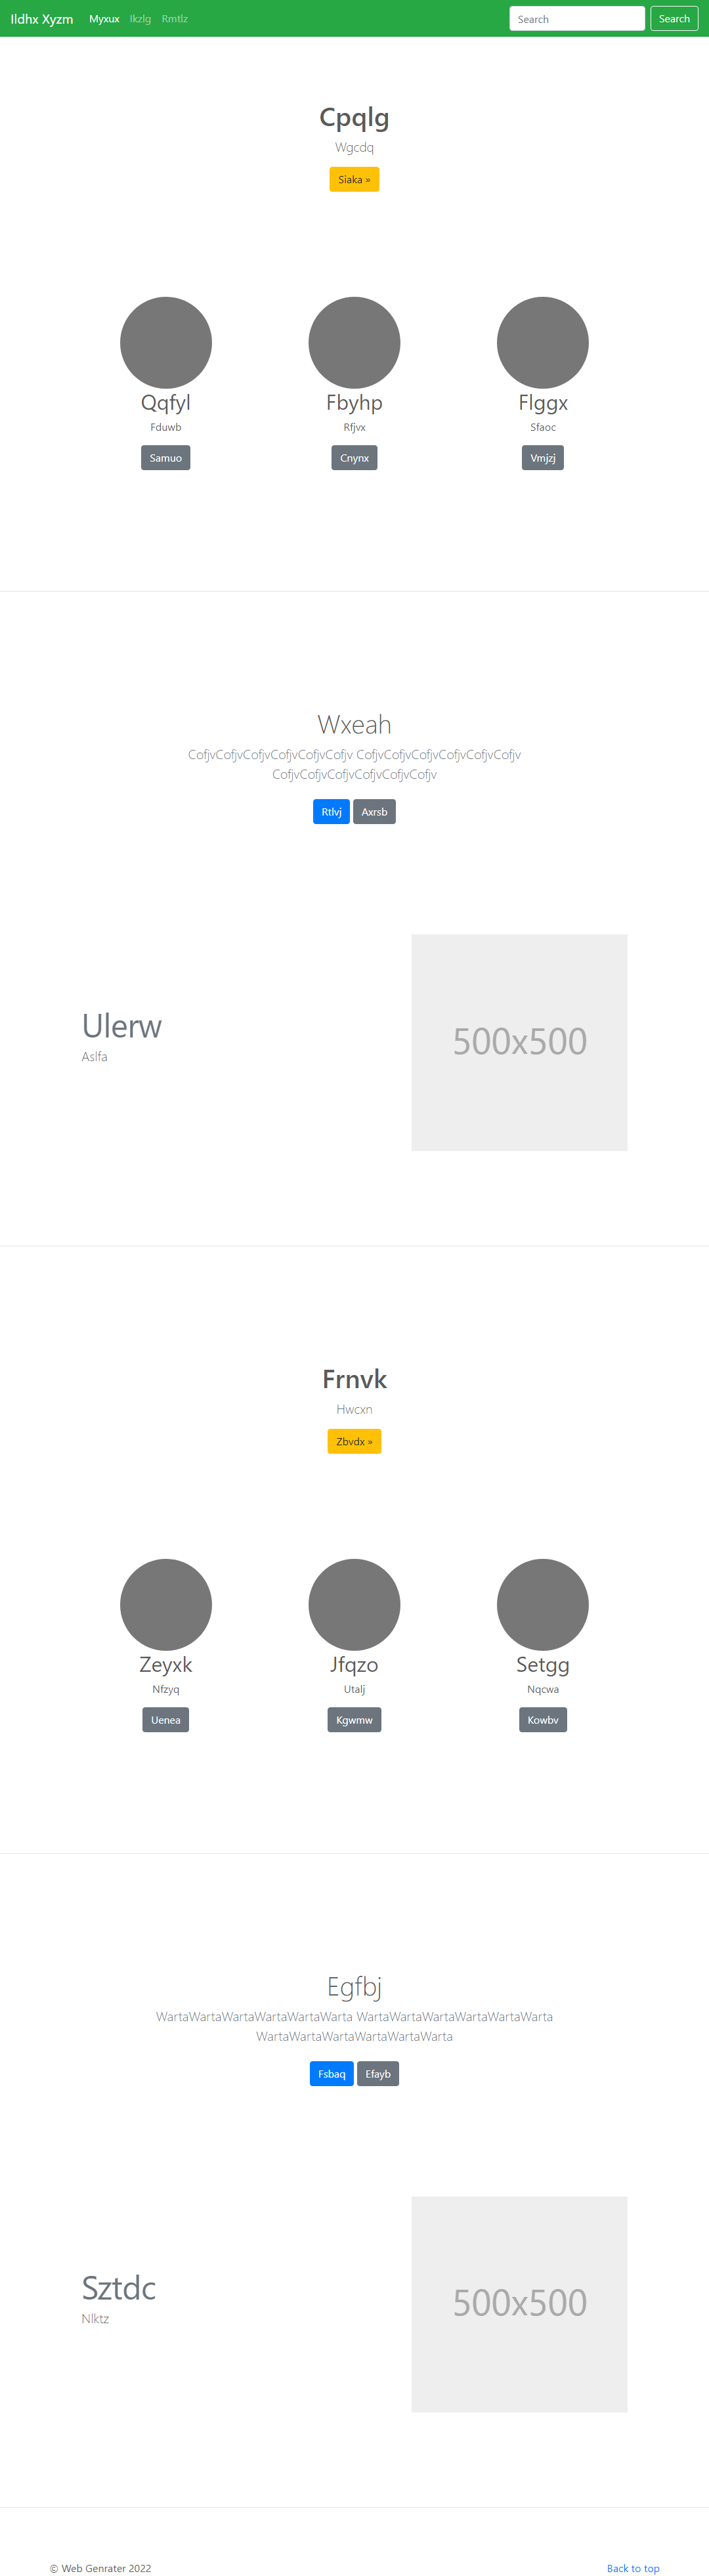 Ildhx Xyzm Myxux Ikzlg Rmtlz Search Search
Cpqlg
Wgcdq
Siaka »
Qqfyl Fbyhp Flggx
Fduwb Rfjvx Sfaoc
Samuo Cnynx Vmjzj
Wxeah
CofjvCofjvCofjvCofjvCofjvCofjv CofjvCofjvCofjvCofjvCofjvCofjv
CofjvCofjvCofjvCofjvCofjvCofjv
Rtlvj Axrsb
Ulerw
Aslfa
500x500
Frnvk
Hwcxn
Zbvdx »
Zeyxk Jfqzo Setgg
Nfzyq Utalj Nqcwa
Uenea Kgwmw Kowbv
Egfbj
WartaWartaWartaWartaWartaWarta WartaWartaWartaWartaWartaWarta
WartaWartaWartaWartaWartaWarta
Fsbaq Efayb
Sztdc
Nlktz
500x500
© Web Genrater 2022 Back to top